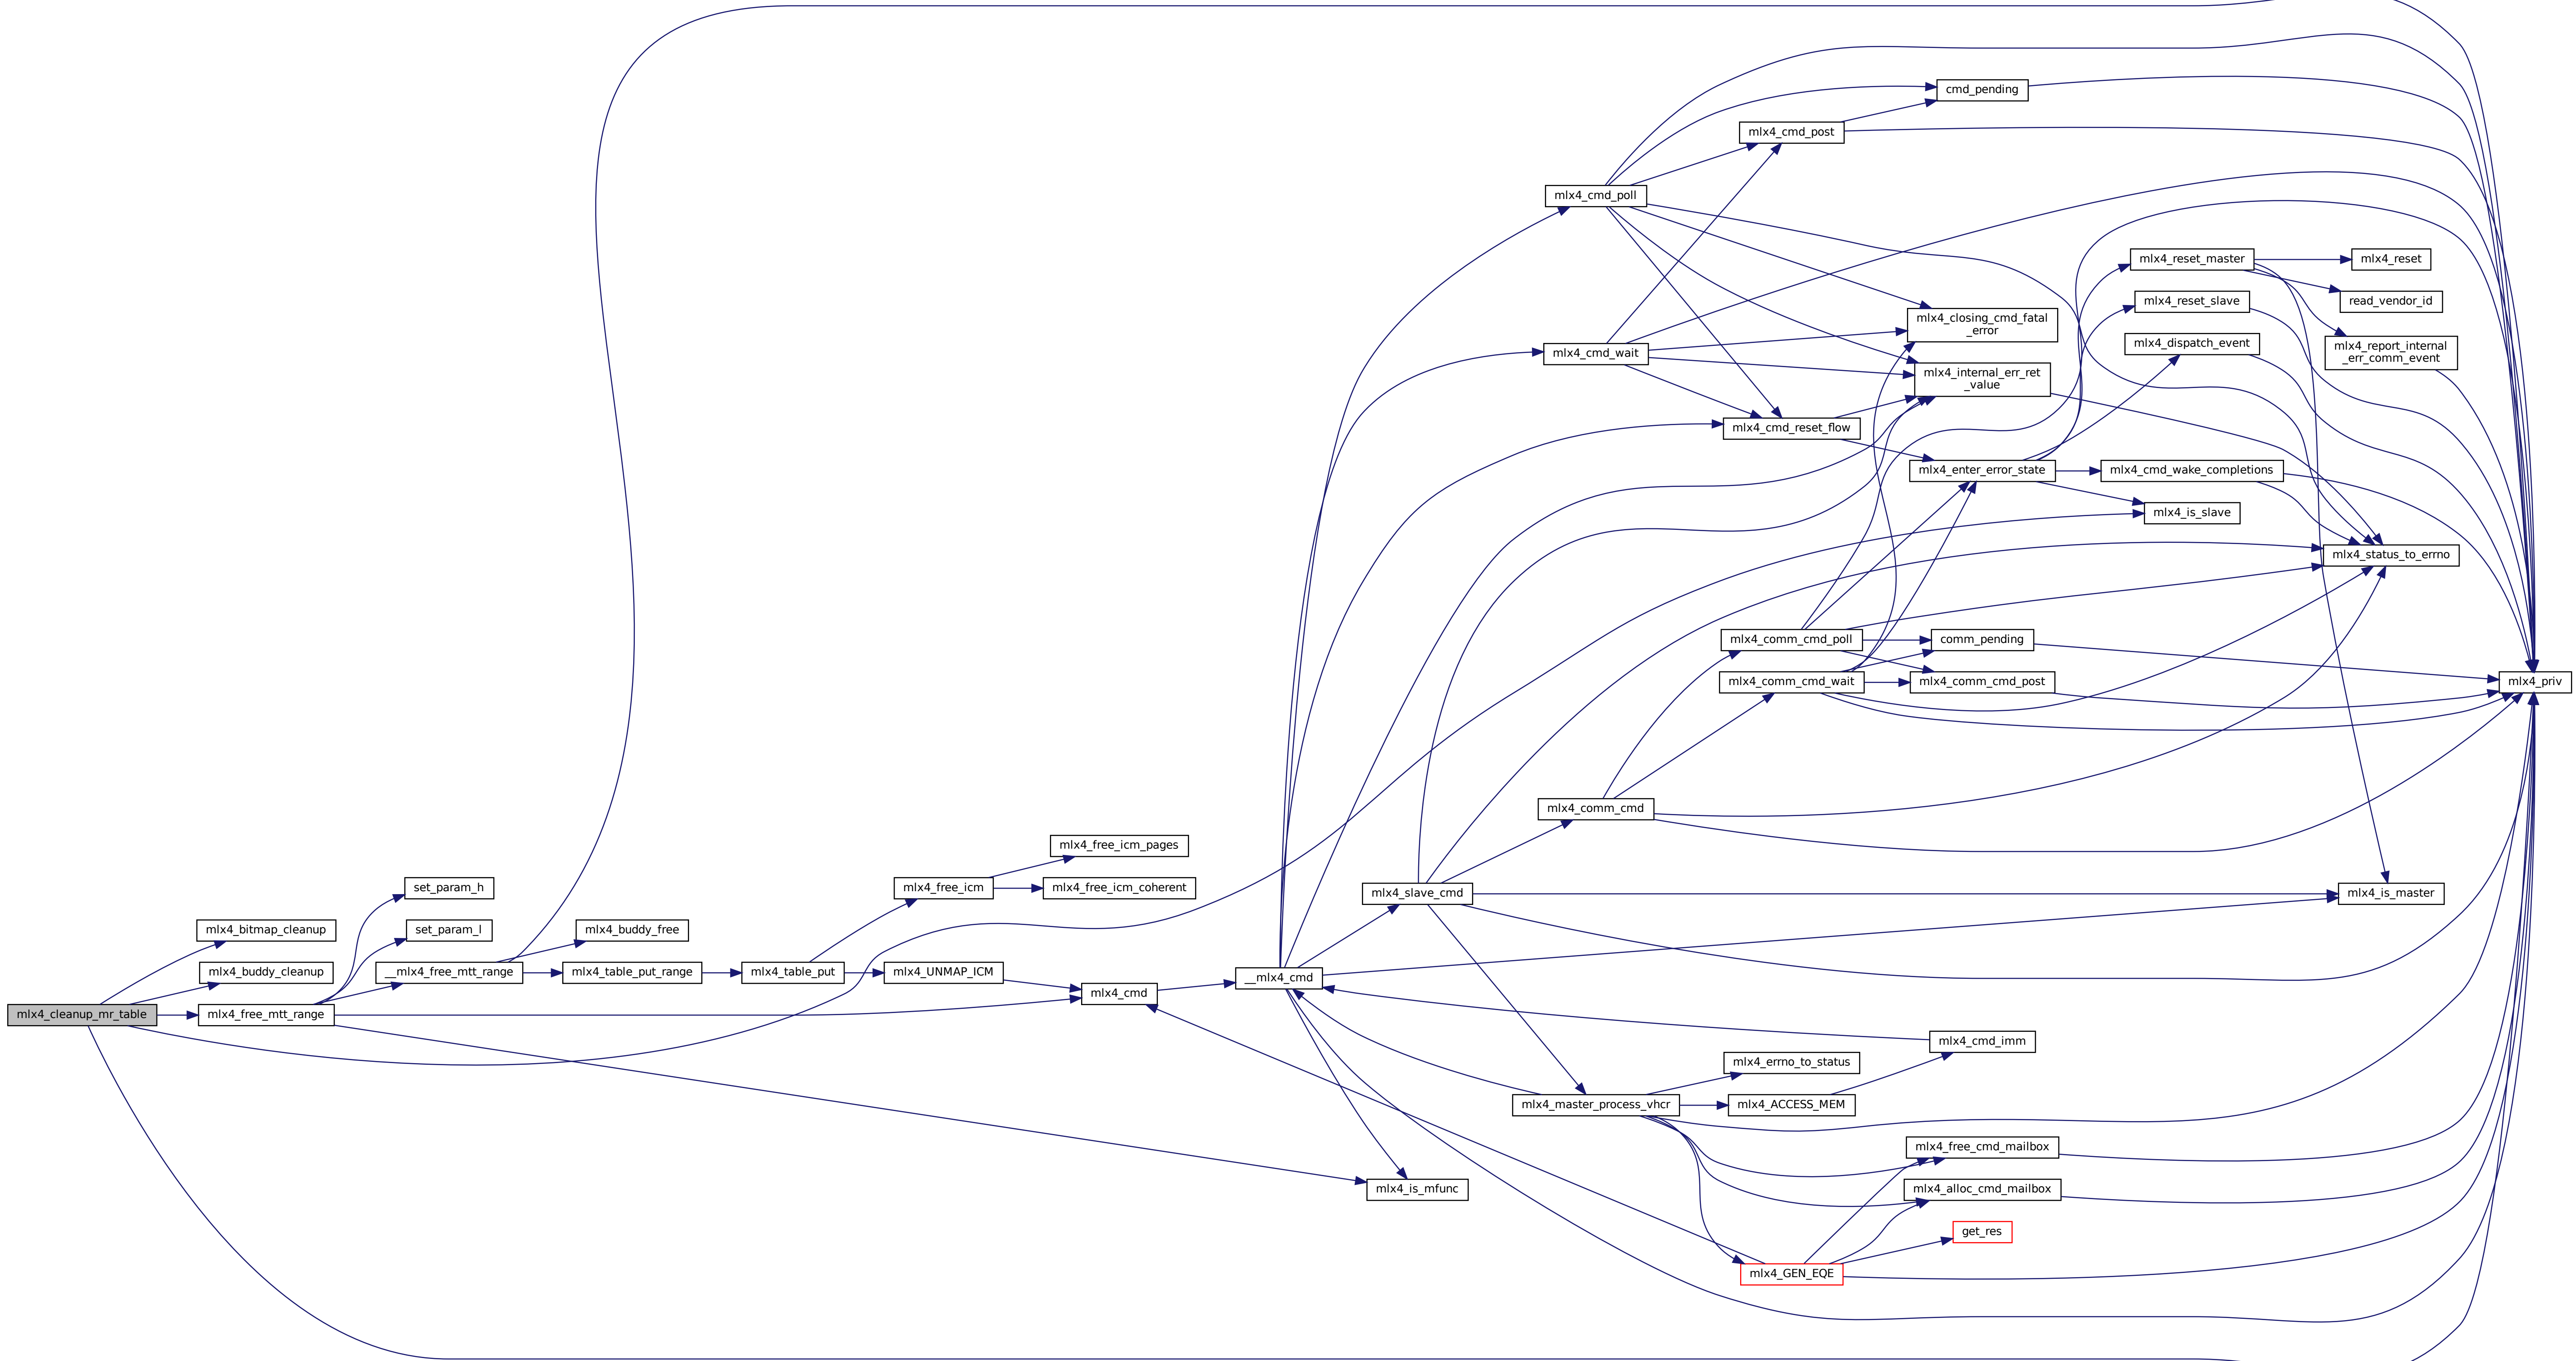 mlx4_cleanup_mr_table
mlx4_bitmap_cleanup
mlx4_buddy_cleanup
mlx4_free_mtt_range
set_param_h
set_param_l
__mlx4_free_mtt_range
mlx4_buddy_free
mlx4_table_put_range
mlx4_table_put
mlx4_free_icm
mlx4_UNMAP_ICM
mlx4_free_icm_pages
mlx4_free_icm_coherent
mlx4_cmd
__mlx4_cmd
mlx4_slave_cmd
mlx4_is_mfunc
mlx4_cmd_poll
mlx4_cmd_wait
mlx4_comm_cmd
mlx4_master_process_vhcr
cmd_pending
mlx4_cmd_post
mlx4_closing_cmd_fatal
_error
mlx4_internal_err_ret
_value
mlx4_cmd_reset_flow
mlx4_enter_error_state
mlx4_comm_cmd_poll
mlx4_comm_cmd_wait
comm_pending
mlx4_comm_cmd_post
mlx4_errno_to_status
mlx4_ACCESS_MEM
mlx4_cmd_imm
mlx4_free_cmd_mailbox
mlx4_alloc_cmd_mailbox
get_res
mlx4_GEN_EQE
mlx4_reset_master
mlx4_reset_slave
mlx4_dispatch_event
mlx4_cmd_wake_completions
mlx4_is_slave
mlx4_reset
read_vendor_id
mlx4_report_internal
_err_comm_event
mlx4_status_to_errno
mlx4_is_master
mlx4_priv